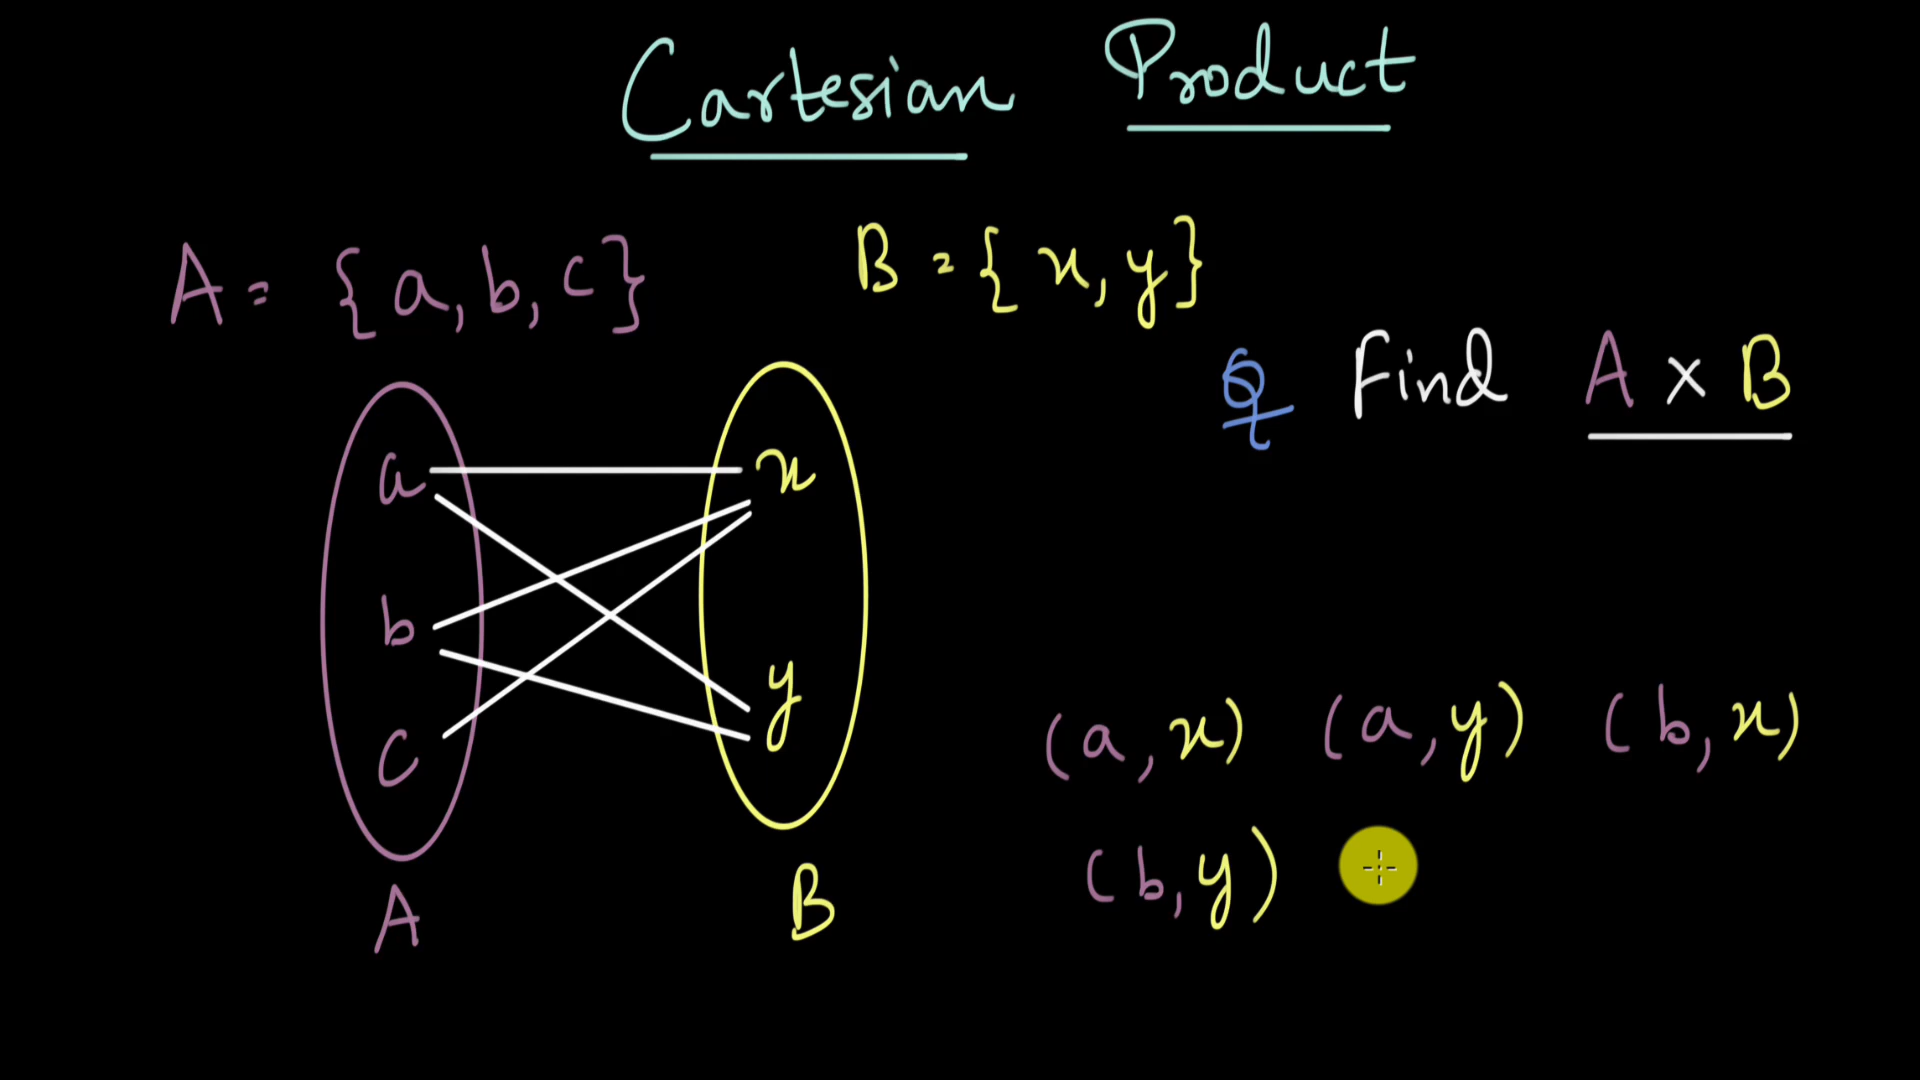 Cartesian Product
A = {a, b, c}
B = {x, y}
Q Find A × B
a
b
c
A
x
y
B
(a, x) (a, y) (b, x)
(b, y)